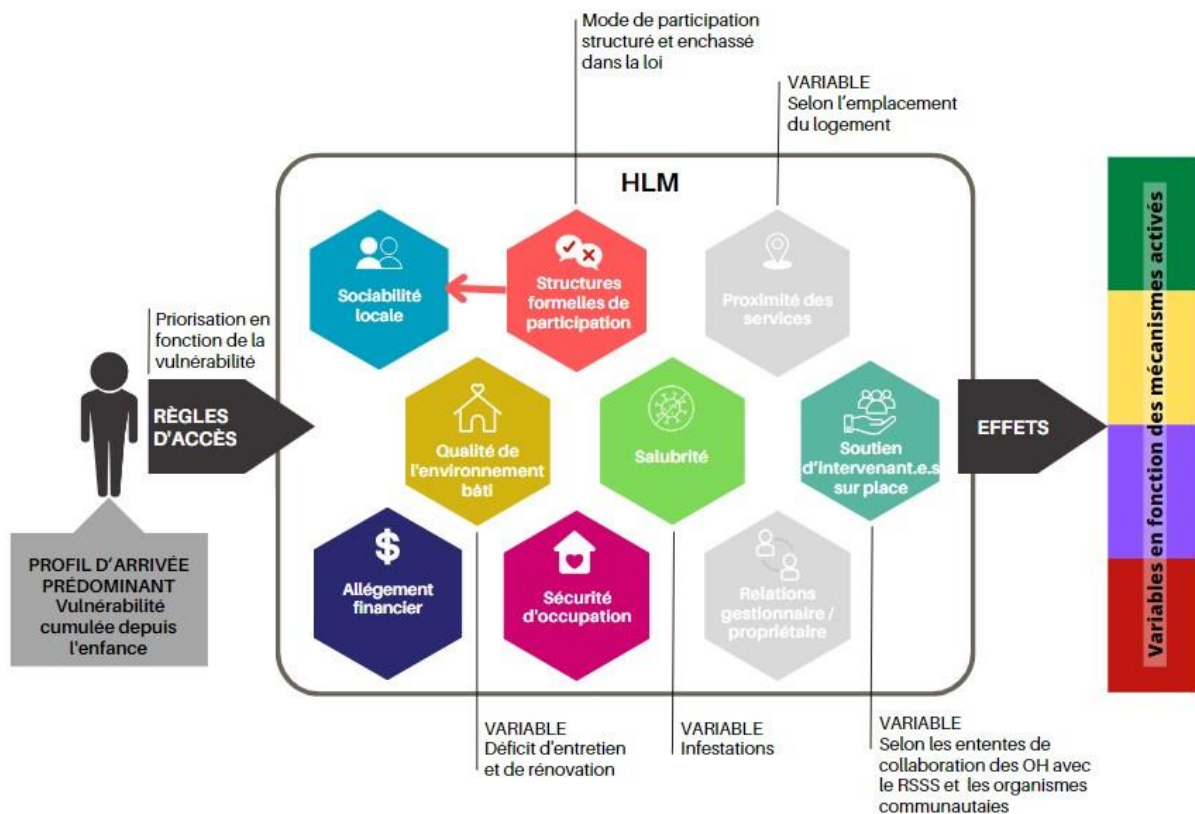 Mode de participation
structuré et enchassé
dans la loi
VARIABLE
Selon l'emplacement
du logement
HLM
Sociabilité
locale
Structures
formelles de
participation
Proximité des
services
Priorisation en
fonction de la
vulnérabilité
RÈGLES
D'ACCÈS
Qualité de
l'environnement
bâti
Salubrité
Soutien
d'intervenant.e.s
sur place
EFFETS
Variables en fonction des mécanismes activés
PROFIL D'ARRIVÉE
PRÉDOMINANT
Vulnérabilité
cumulée depuis
l'enfance
$
Allégement
financier
Sécurité
d'occupation
Relations
gestionnaire /
propriétaire
VARIABLE
Déficit d'entretien
et de rénovation
VARIABLE
Infestations
VARIABLE
Selon les ententes de
collaboration des OH avec
le RSSS et les organismes
communautaies